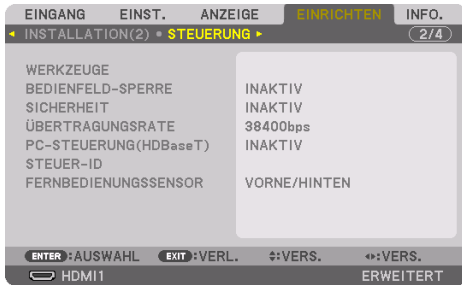 EINGANG EINST. ANZEIGE EINRICHTEN INFO.
INSTALLATION(2) • STEUERUNG 2/4
WERKZEUGE
BEDIENFELD-SPERRE INAKTIV
SICHERHEIT INAKTIV
ÜBERTRAGUNGSRATE 38400bps
PC-STEUERUNG(HDBaseT) INAKTIV
STEUER-ID
FERNBEDIENUNGSSENSOR VORNE/HINTEN
ENTER :AUSWAHL EXIT :VERL. :VERS. :VERS.
HDMI1 ERWEITERT